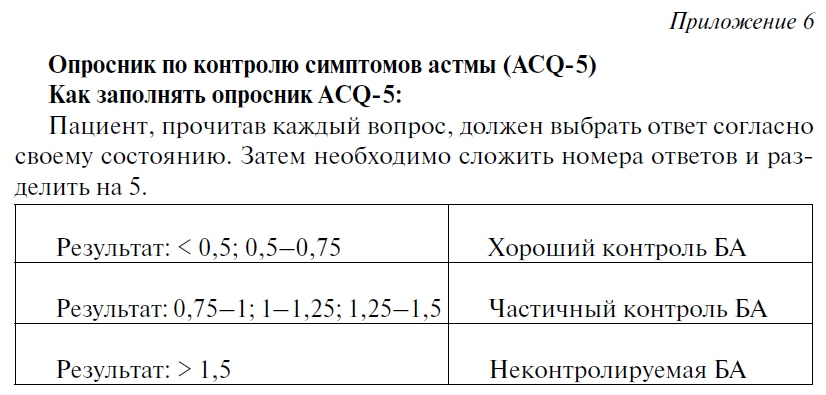 Приложение 6
Опросник по контролю симптомов астмы (ACQ-5)
Как заполнять опросник ACQ-5:
Пациент, прочитав каждый вопрос, должен выбрать ответ согласно
своему состоянию. Затем необходимо сложить номера ответов и раз-
делить на 5.
Результат: < 0,5; 0,5–0,75 Хороший контроль БА
Результат: 0,75–1; 1–1,25; 1,25–1,5 Частичный контроль БА
Результат: > 1,5 Неконтролируемая БА